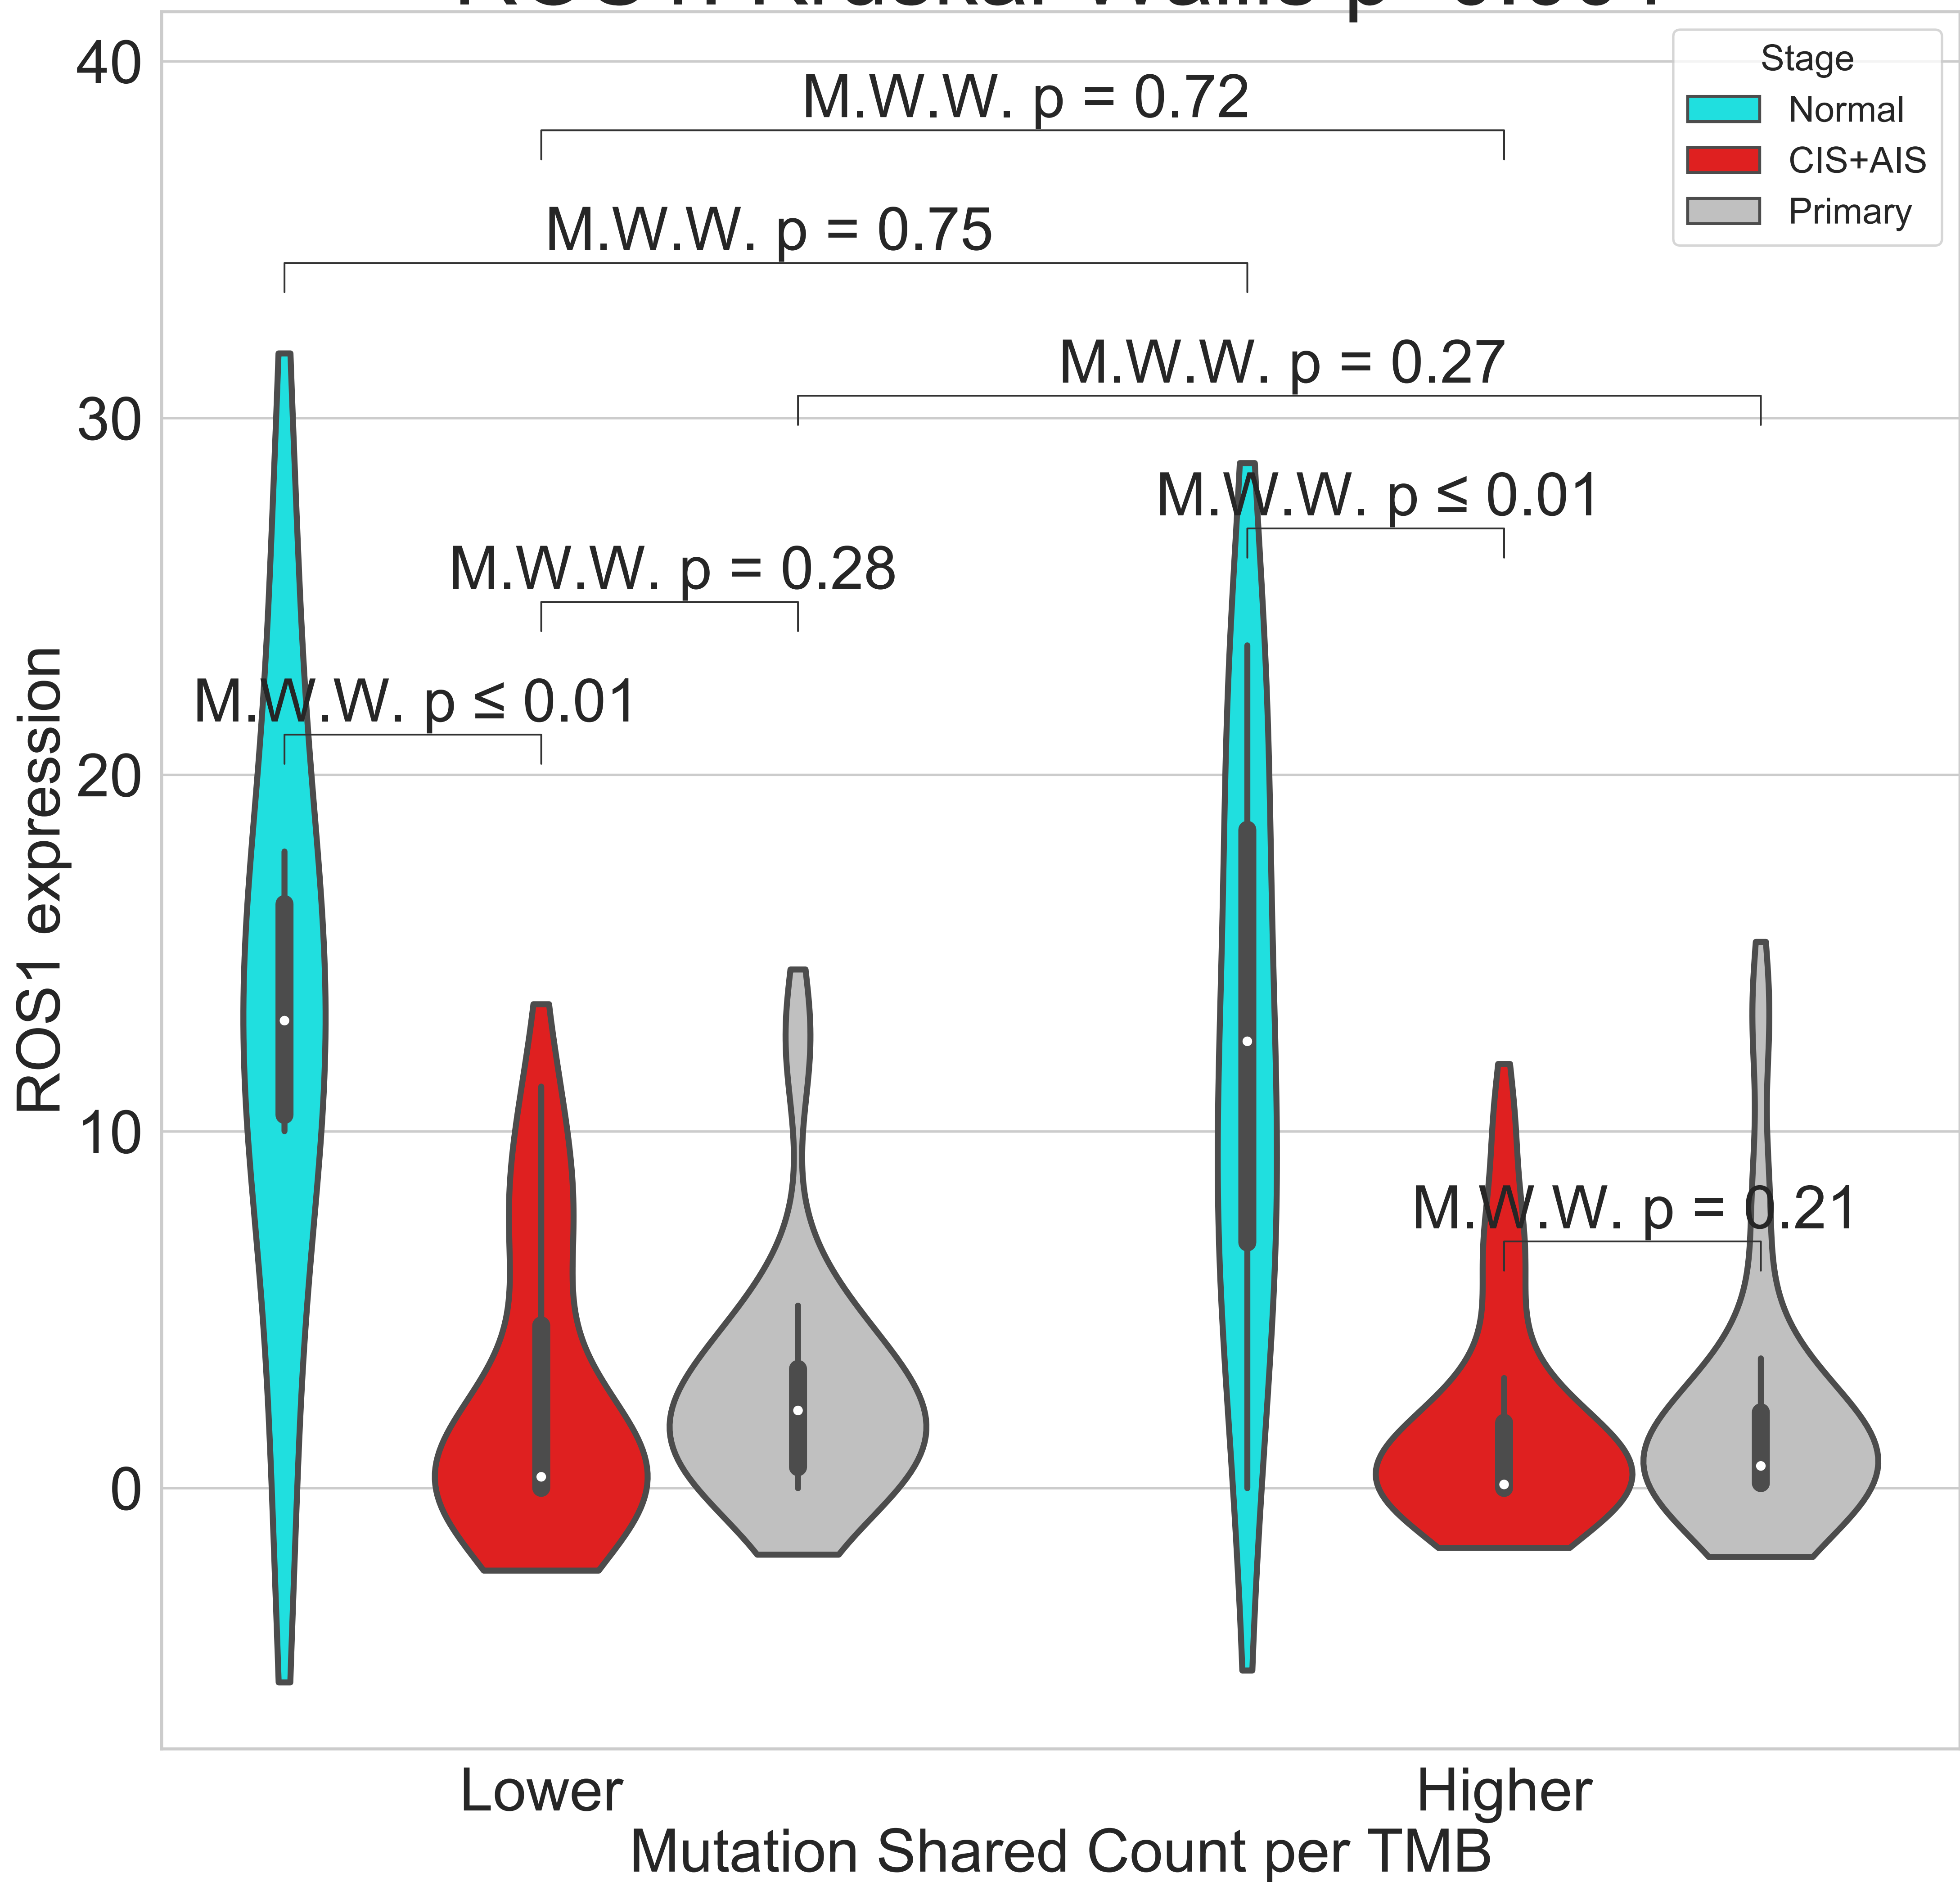 40
M.W.W. p = 0.72
Stage
Normal
CIS+AIS
Primary
M.W.W. p = 0.75
M.W.W. p = 0.27
30
M.W.W. p ≤ 0.01
M.W.W. p = 0.28
M.W.W. p ≤ 0.01
20
ROS1 expression
10
M.W.W. p = 0.21
0
Lower
Higher
Mutation Shared Count per TMB